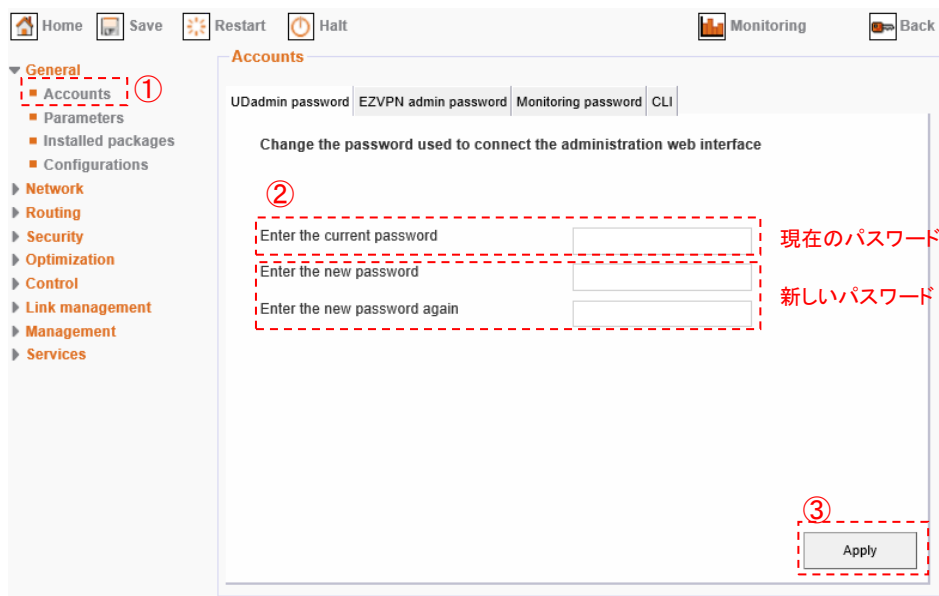 Home Save Restart Halt Monitoring Back
General
Accounts ①
Parameters
Installed packages
Configurations
Network
Routing
Security
Optimization
Control
Link management
Management
Services
Accounts
UDadmin password EZVPN admin password Monitoring password CLI
Change the password used to connect the administration web interface
②
Enter the current password 現在のパスワード
Enter the new password
新しいパスワード
Enter the new password again
③
Apply